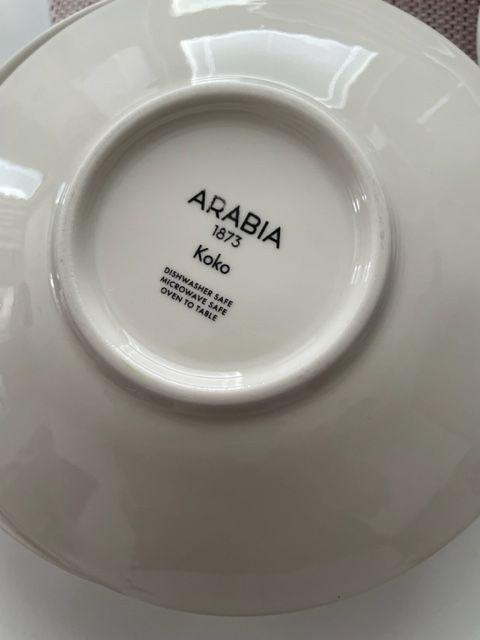 ARABIA
1873
Koko
DISHWASHER SAFE
MICROWAVE SAFE
OVEN TO TABLE